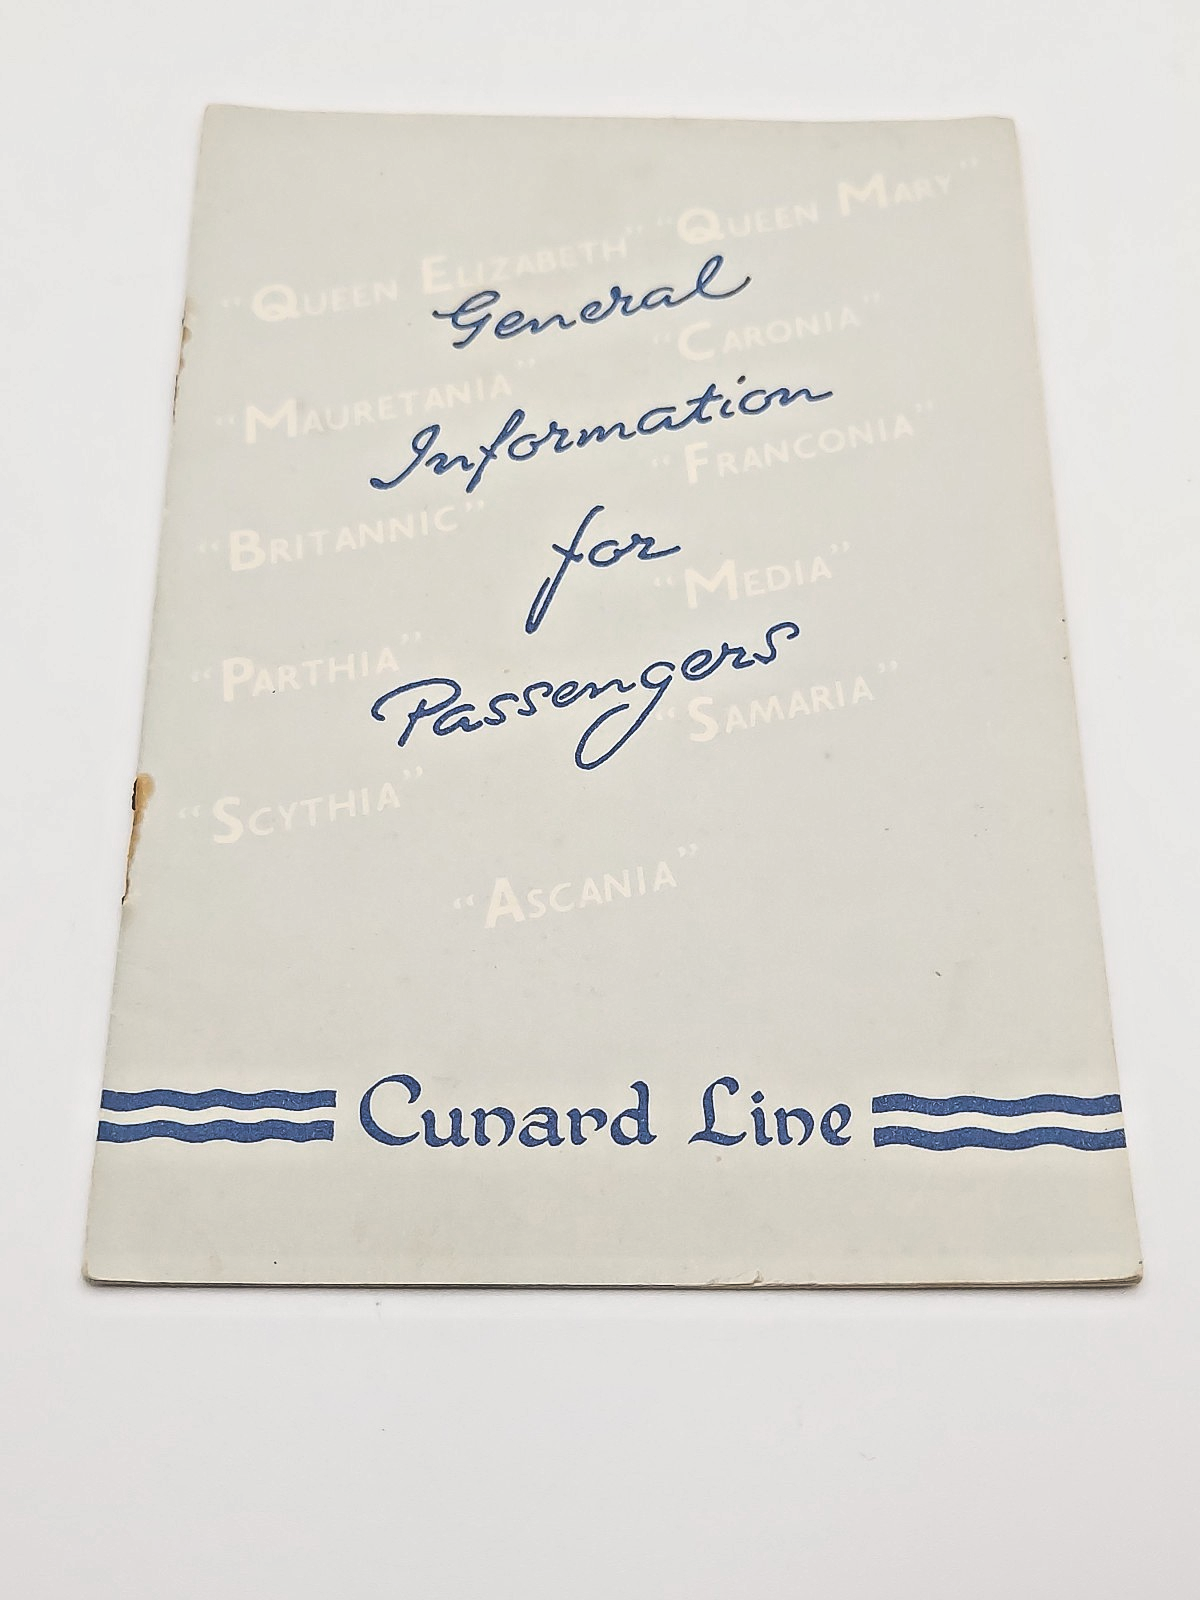 "Queen Elizabeth" "Queen Mary"
General
"Mauretania" "Caronia"
Information
"Britannic" "Franconia"
for
"Parthia" "Media"
Passengers
"Scythia" "Samaria"
"Ascania"
Cunard Line